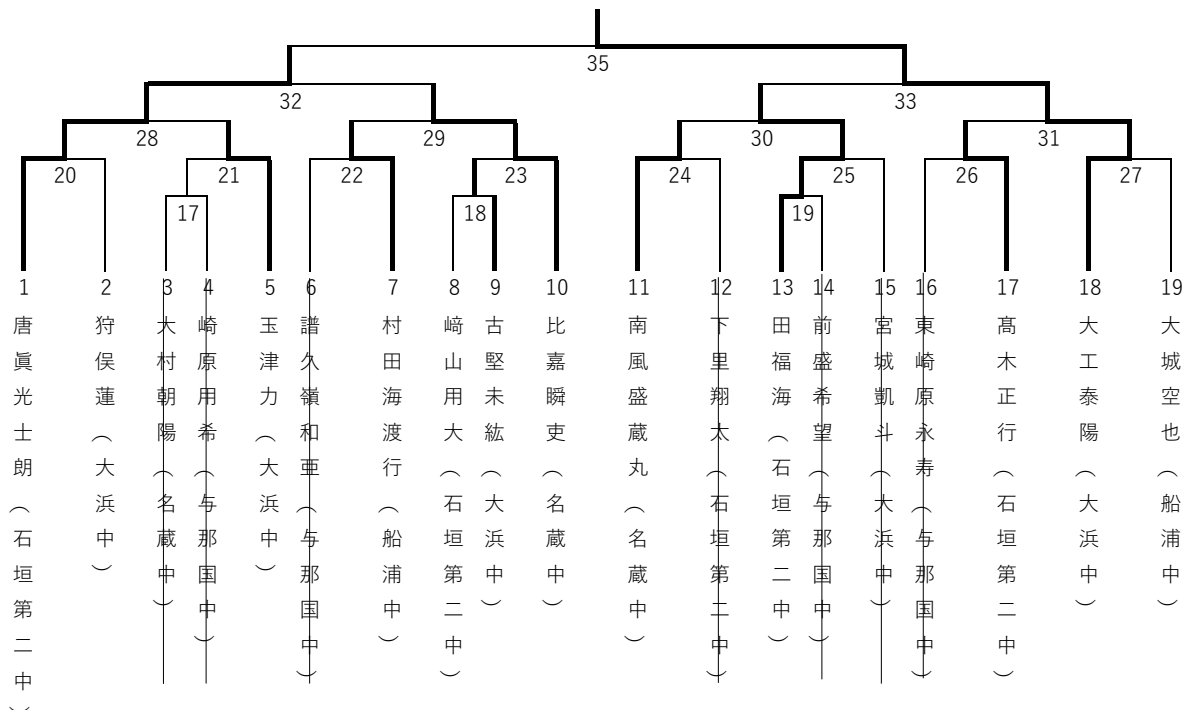 35
32
33
28
29
30
31
20
21
22
23
24
25
26
27
17
18
19
1 唐眞光士朗(石垣第二中)
2 狩俣蓮(大浜中)
3 大村朝陽(名蔵中)
4 崎原用希(与那国中)
5 玉津力(大浜中)
6 譜久嶺和亜(与那国中)
7 村田海渡行(船浦中)
8 﨑山用大(石垣第二中)
9 古堅未紘(大浜中)
10 比嘉瞬吏(名蔵中)
11 南風盛蔵丸(名蔵中)
12 下里翔太(石垣第二中)
13 田福海(石垣第二中)
14 前盛希望(与那国中)
15 宮城凱斗(大浜中)
16 東崎原永寿(与那国中)
17 髙木正行(石垣第二中)
18 大工泰陽(大浜中)
19 大城空也(船浦中)